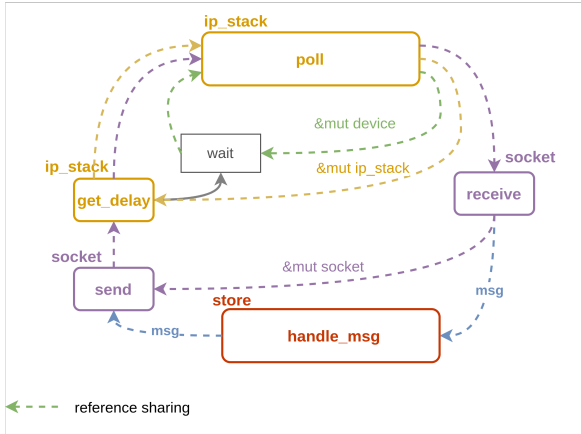 ip_stack
poll
&mut device
wait
&mut ip_stack
socket
ip_stack
get_delay
receive
socket
&mut socket
send
msg
store
msg
handle_msg
reference sharing